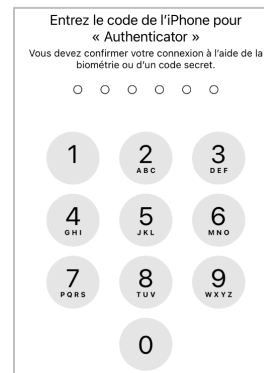 Entrez le code de l’iPhone pour
« Authenticator »
Vous devez confirmer votre connexion à l’aide de la
biométrie ou d’un code secret.
1 2 3
ABC DEF
4 5 6
GHI JKL MNO
7 8 9
PQRS TUV WXYZ
0